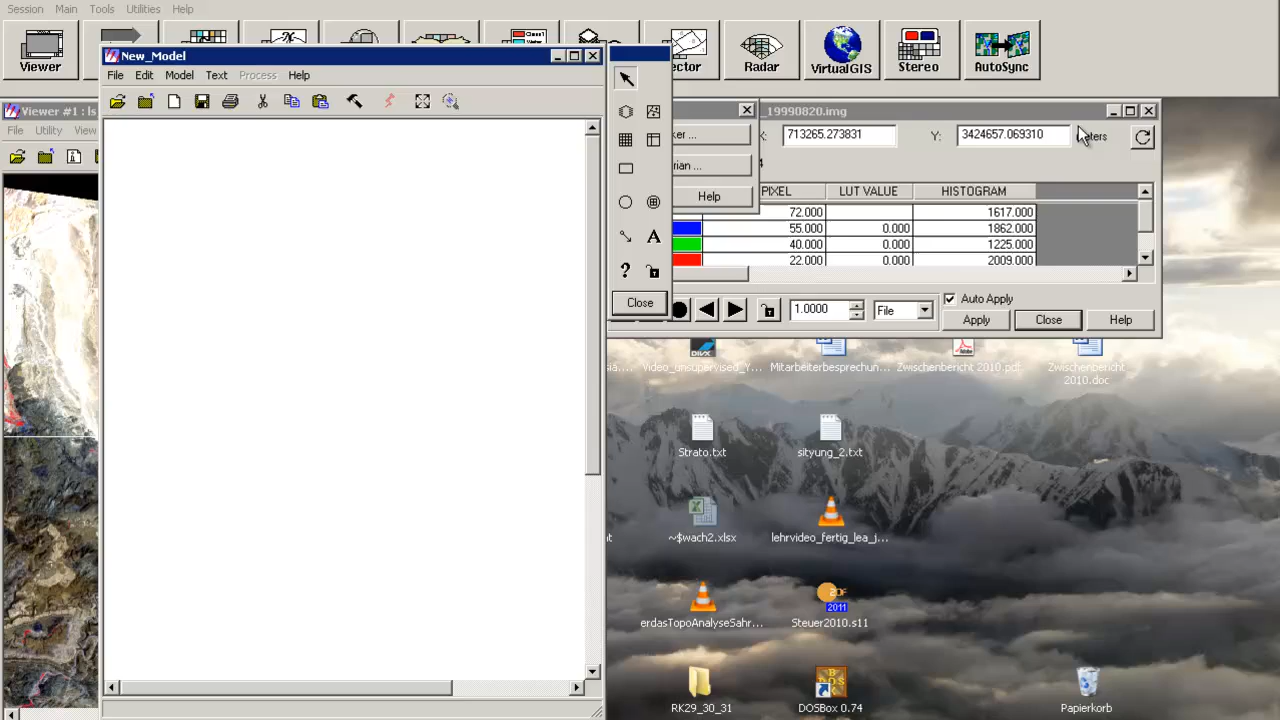 Session Main Tools Utilities Help
Viewer
Class1
ector
Radar
VirtualGIS
Stereo
AutoSync
New_Model
File Edit Model Text Process Help
Viewer #1 : ls
File Utility View
A
?
Close
_19990820.img
ker ...
rian ...
Help
X: 713265.273831 Y: 3424657.069310 eters
PIXEL LUT VALUE HISTOGRAM
72.000 1617.000
55.000 0.000 1862.000
40.000 0.000 1225.000
22.000 0.000 2009.000
1.0000 File Auto Apply
Apply Close Help
Video_unsupervised_Y... Mitarbeiterbesprechun... Zwischenbericht 2010.pdf Zwischenbericht
2010.doc
Strato.txt sityung_2.txt
~$wach2.xlsx lehrvideo_fertig_lea_j...
2011
erdasTopoAnalyseSahr... Steuer2010.s11
RK29_30_31 DOSBox 0.74 Papierkorb